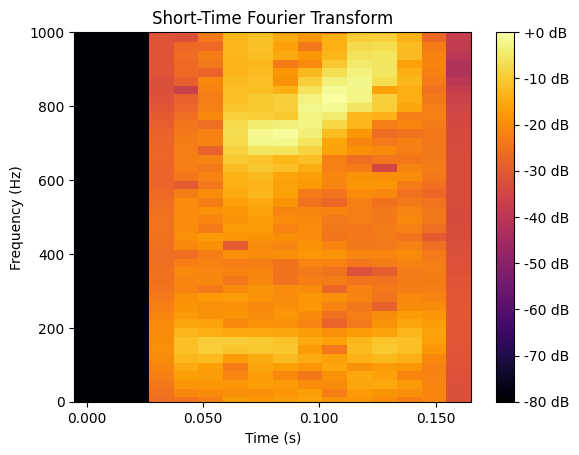 Short-Time Fourier Transform
Frequency (Hz)
1000
800
600
400
200
0
0.000
0.050
0.100
0.150
Time (s)
+0 dB
-10 dB
-20 dB
-30 dB
-40 dB
-50 dB
-60 dB
-70 dB
-80 dB